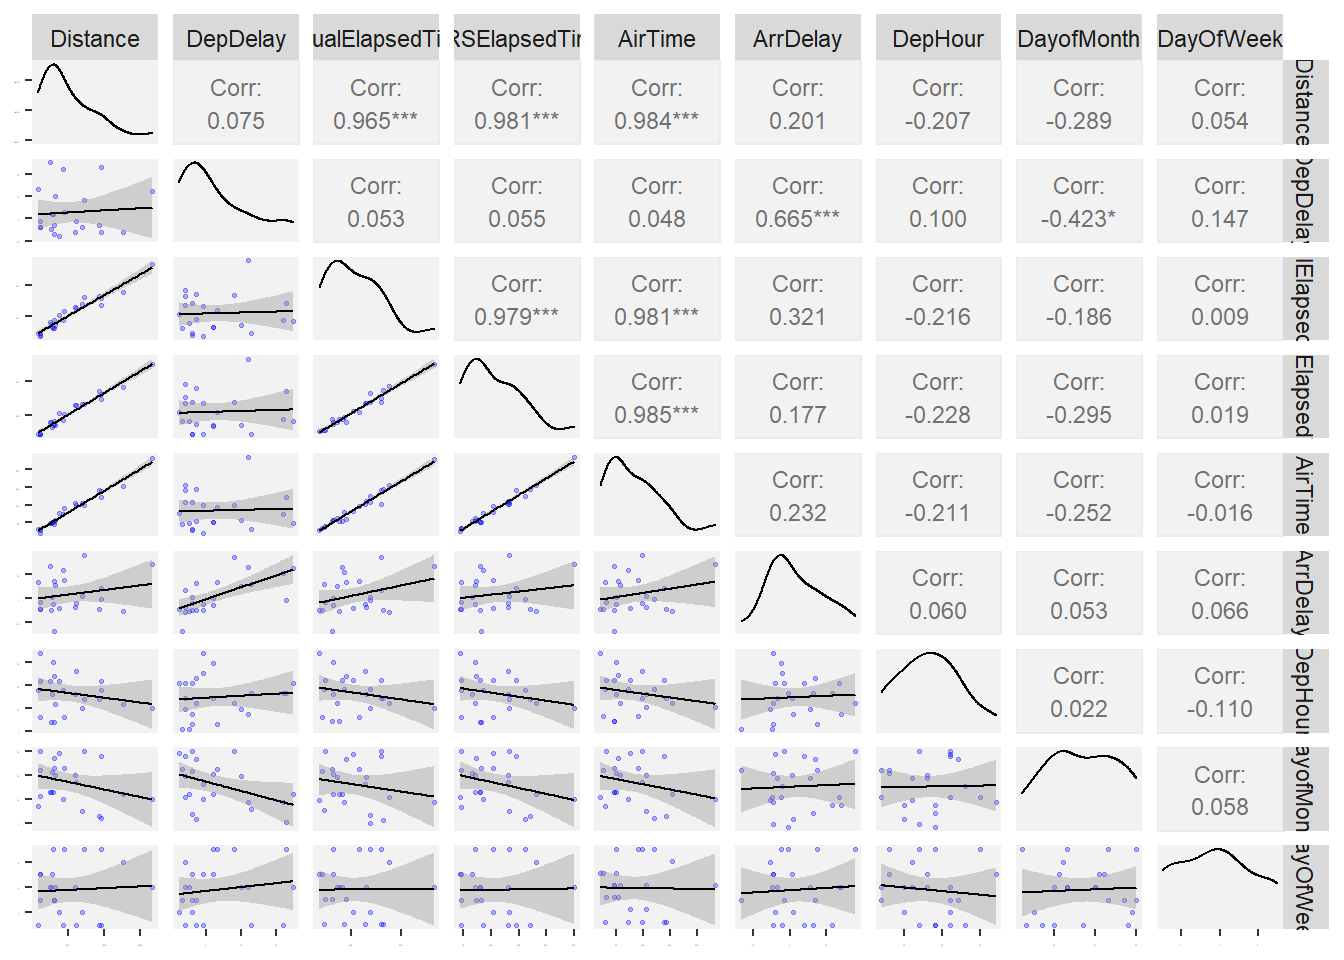 Distance DepDelay ualElapsedTi RSElapsedTin AirTime ArrDelay DepHour DayofMonth DayOfWeek
Corr: Corr: Corr: Corr: Corr: Corr: Corr: Corr:
0.075 0.965*** 0.981*** 0.984*** 0.201 -0.207 -0.289 0.054
Distance
Corr: Corr: Corr: Corr: Corr: Corr: Corr:
0.053 0.055 0.048 0.665*** 0.100 -0.423* 0.147
DepDelay
Corr: Corr: Corr: Corr: Corr: Corr:
0.979*** 0.981*** 0.321 -0.216 -0.186 0.009
lElapsed
Corr: Corr: Corr: Corr: Corr:
0.985*** 0.177 -0.228 -0.295 0.019
Elapsed
Corr: Corr: Corr: Corr:
0.232 -0.211 -0.252 -0.016
AirTime
Corr: Corr: Corr:
0.060 0.053 0.066
ArrDelay
Corr: Corr:
0.022 -0.110
DepHour
Corr:
0.058
ayofMon
ayOfWee